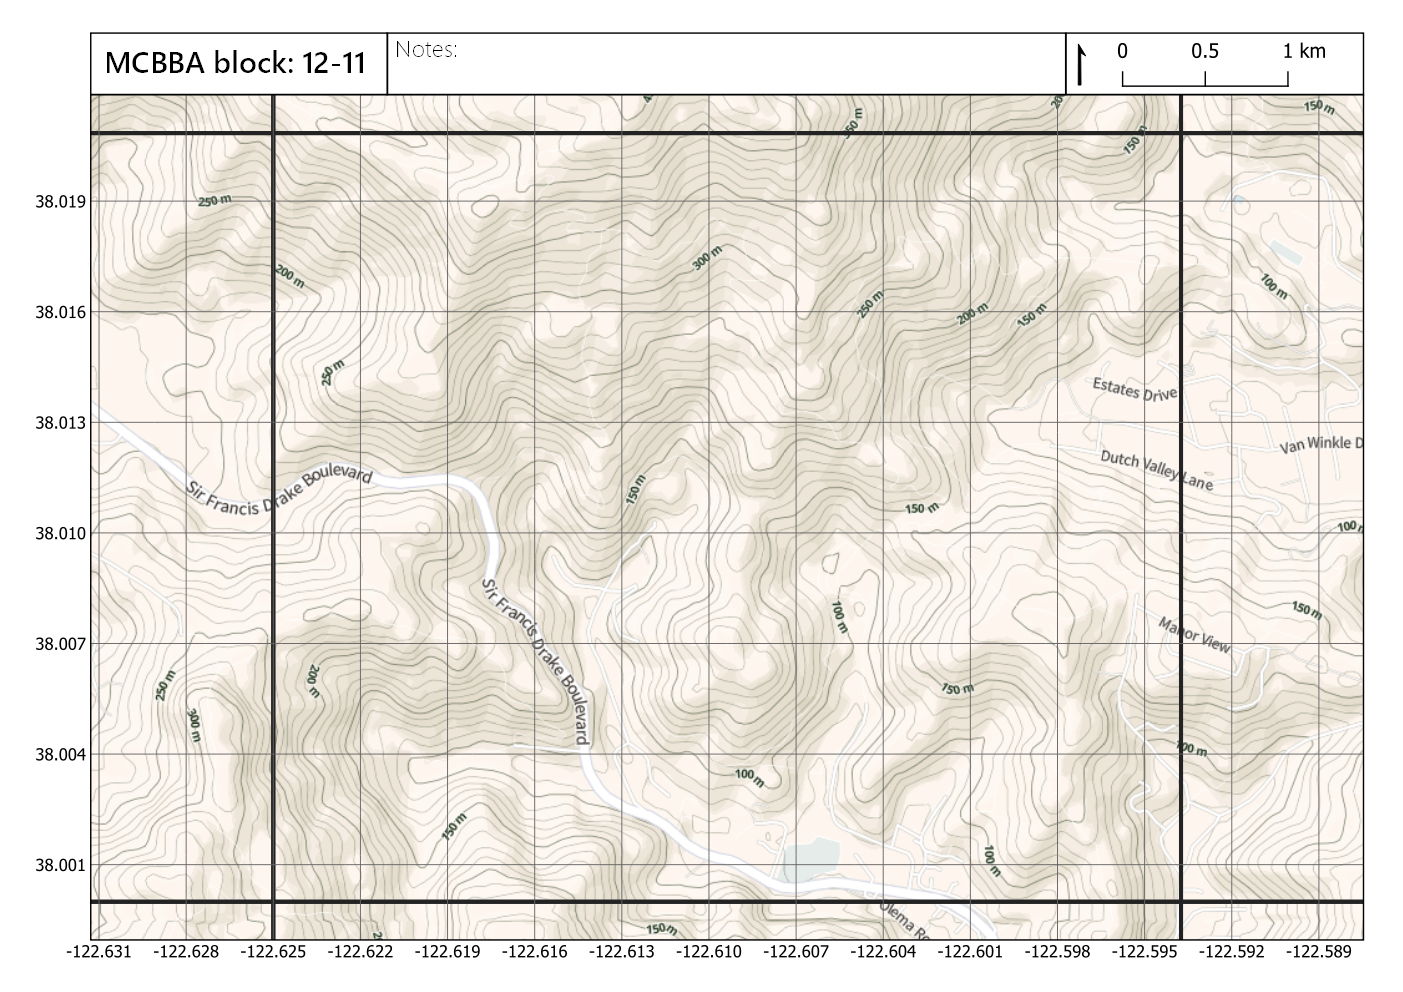 MCBBA block: 12-11
Notes:
0 0.5 1 km
150 m
150 m
38.019
250 m
300 m
200 m
100 m
250 m
38.016
200 m
150 m
250 m
Estates Drive
38.013
Van Winkle D
Dutch Valley Lane
Sir Francis Drake Boulevard
150 m
150 m
38.010
100 m
Sir Francis Drake Boulevard
100 m
150 m
38.007
Manor View
250 m
200 m
150 m
300 m
38.004
100 m
100 m
150 m
100 m
38.001
Olema Ro
150 m
-122.631 -122.628 -122.625 -122.622 -122.619 -122.616 -122.613 -122.610 -122.607 -122.604 -122.601 -122.598 -122.595 -122.592 -122.589